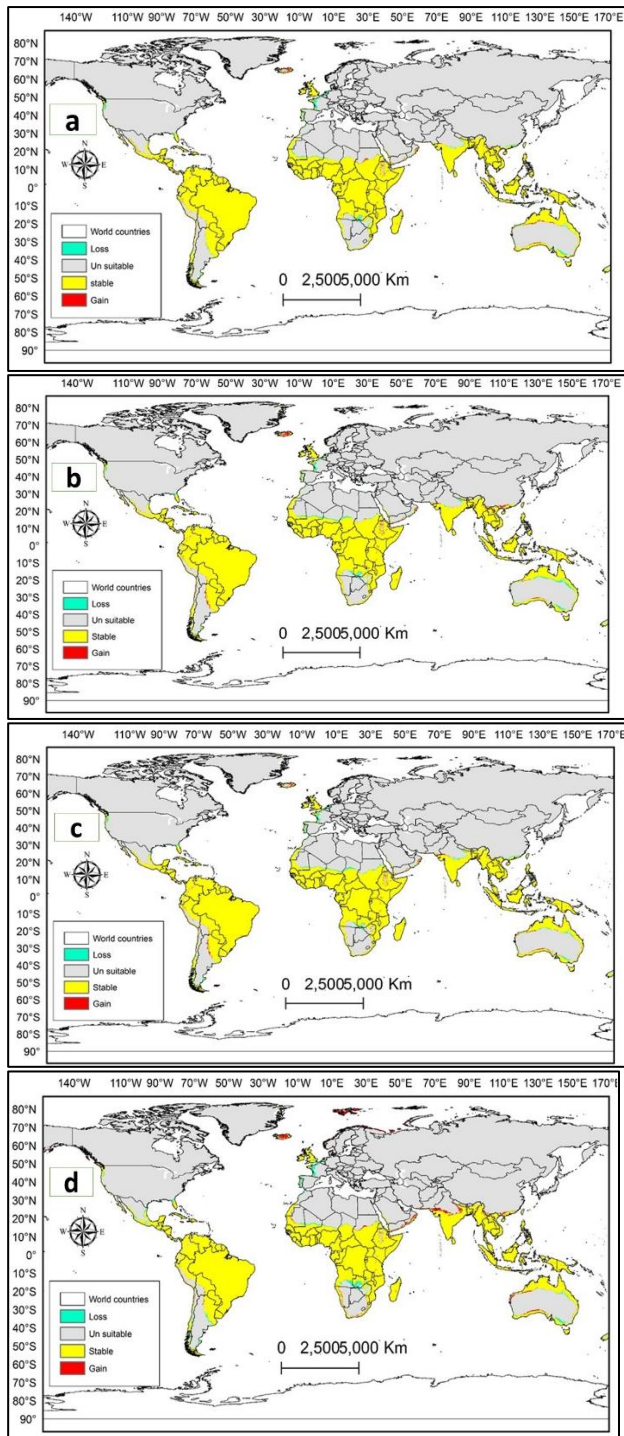 140°W 110°W 90°W 70°W 50°W 30°W 10°W 10°E 30°E 50°E 70°E 90°E 110°E 130°E 150°E 170°E
80°N
70°N
60°N
50°N
40°N
30°N
20°N
10°N
0°
10°S
20°S
30°S
40°S
50°S
60°S
70°S
80°S
90°
a
N
W E
S
World countries
Loss
Un suitable
stable
Gain
0 2,5005,000 Km
140°W 110°W 90°W 70°W 50°W 30°W 10°W 10°E 30°E 50°E 70°E 90°E 110°E 130°E 150°E 170°E
80°N
70°N
60°N
50°N
40°N
30°N
20°N
10°N
0°
10°S
20°S
30°S
40°S
50°S
60°S
70°S
80°S
90°
b
N
W E
S
World countries
Loss
Un suitable
Stable
Gain
0 2,5005,000 Km
140°W 110°W 90°W 70°W 50°W 30°W 10°W 10°E 30°E 50°E 70°E 90°E 110°E 130°E 150°E 170°E
80°N
70°N
60°N
50°N
40°N
30°N
20°N
10°N
0°
10°S
20°S
30°S
40°S
50°S
60°S
70°S
80°S
90°
c
N
W E
S
World countries
Loss
Un suitable
Stable
Gain
0 2,5005,000 Km
140°W 110°W 90°W 70°W 50°W 30°W 10°W 10°E 30°E 50°E 70°E 90°E 110°E 130°E 150°E 170°E
80°N
70°N
60°N
50°N
40°N
30°N
20°N
10°N
0°
10°S
20°S
30°S
40°S
50°S
60°S
70°S
80°S
90°
d
N
W E
S
World countries
Loss
Un suitable
Stable
Gain
0 2,5005,000 Km